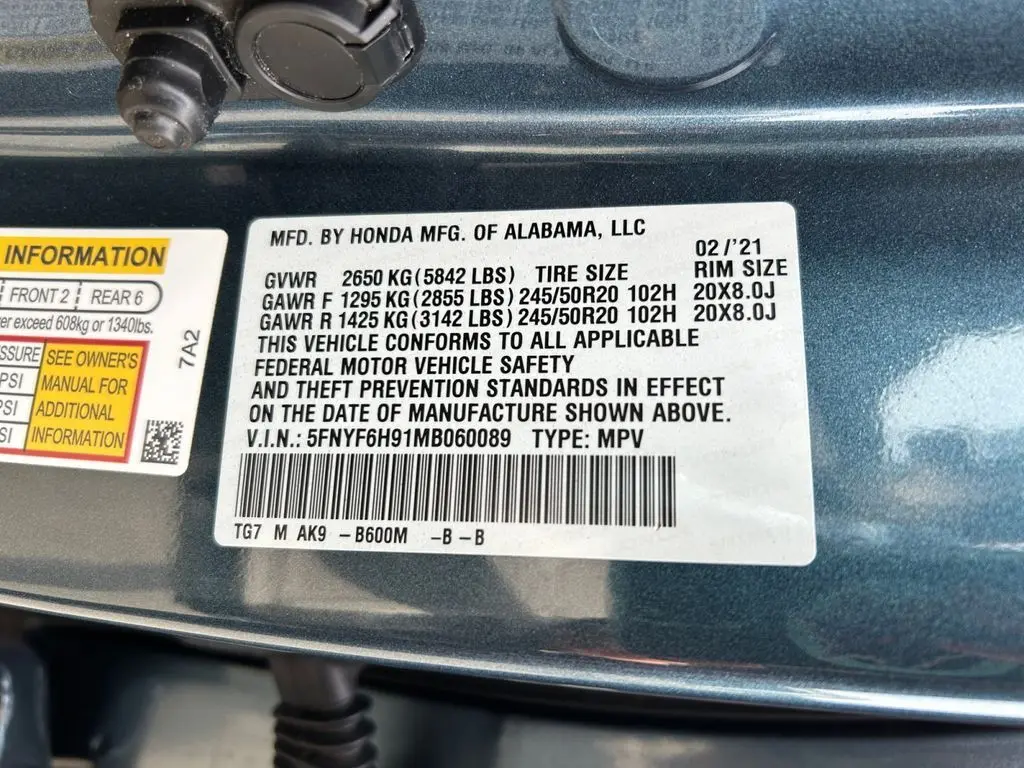 INFORMATION
FRONT 2 REAR 6
er exceed 608kg or 1340lbs.
SSURE SEE OWNER'S
PSI MANUAL FOR
PSI ADDITIONAL
SI INFORMATION
7A2
MFD. BY HONDA MFG. OF ALABAMA, LLC
02/'21
GVWR 2650 KG (5842 LBS) TIRE SIZE RIM SIZE
GAWR F 1295 KG (2855 LBS) 245/50R20 102H 20X8.0J
GAWR R 1425 KG (3142 LBS) 245/50R20 102H 20X8.0J
THIS VEHICLE CONFORMS TO ALL APPLICABLE
FEDERAL MOTOR VEHICLE SAFETY
AND THEFT PREVENTION STANDARDS IN EFFECT
ON THE DATE OF MANUFACTURE SHOWN ABOVE.
V.I.N.: 5FNYF6H91MB060089 TYPE: MPV
TG7 M AK9 –B600M –B–B